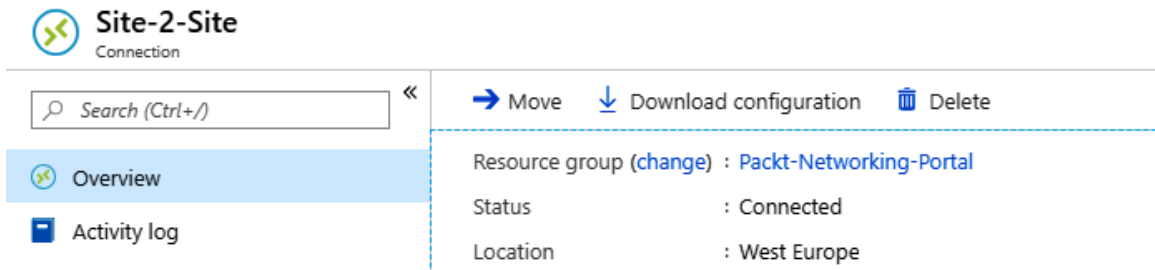 Site-2-Site
Connection
Search (Ctrl+/)
«
Move Download configuration Delete
Overview
Activity log
Resource group (change) : Packt-Networking-Portal
Status : Connected
Location : West Europe